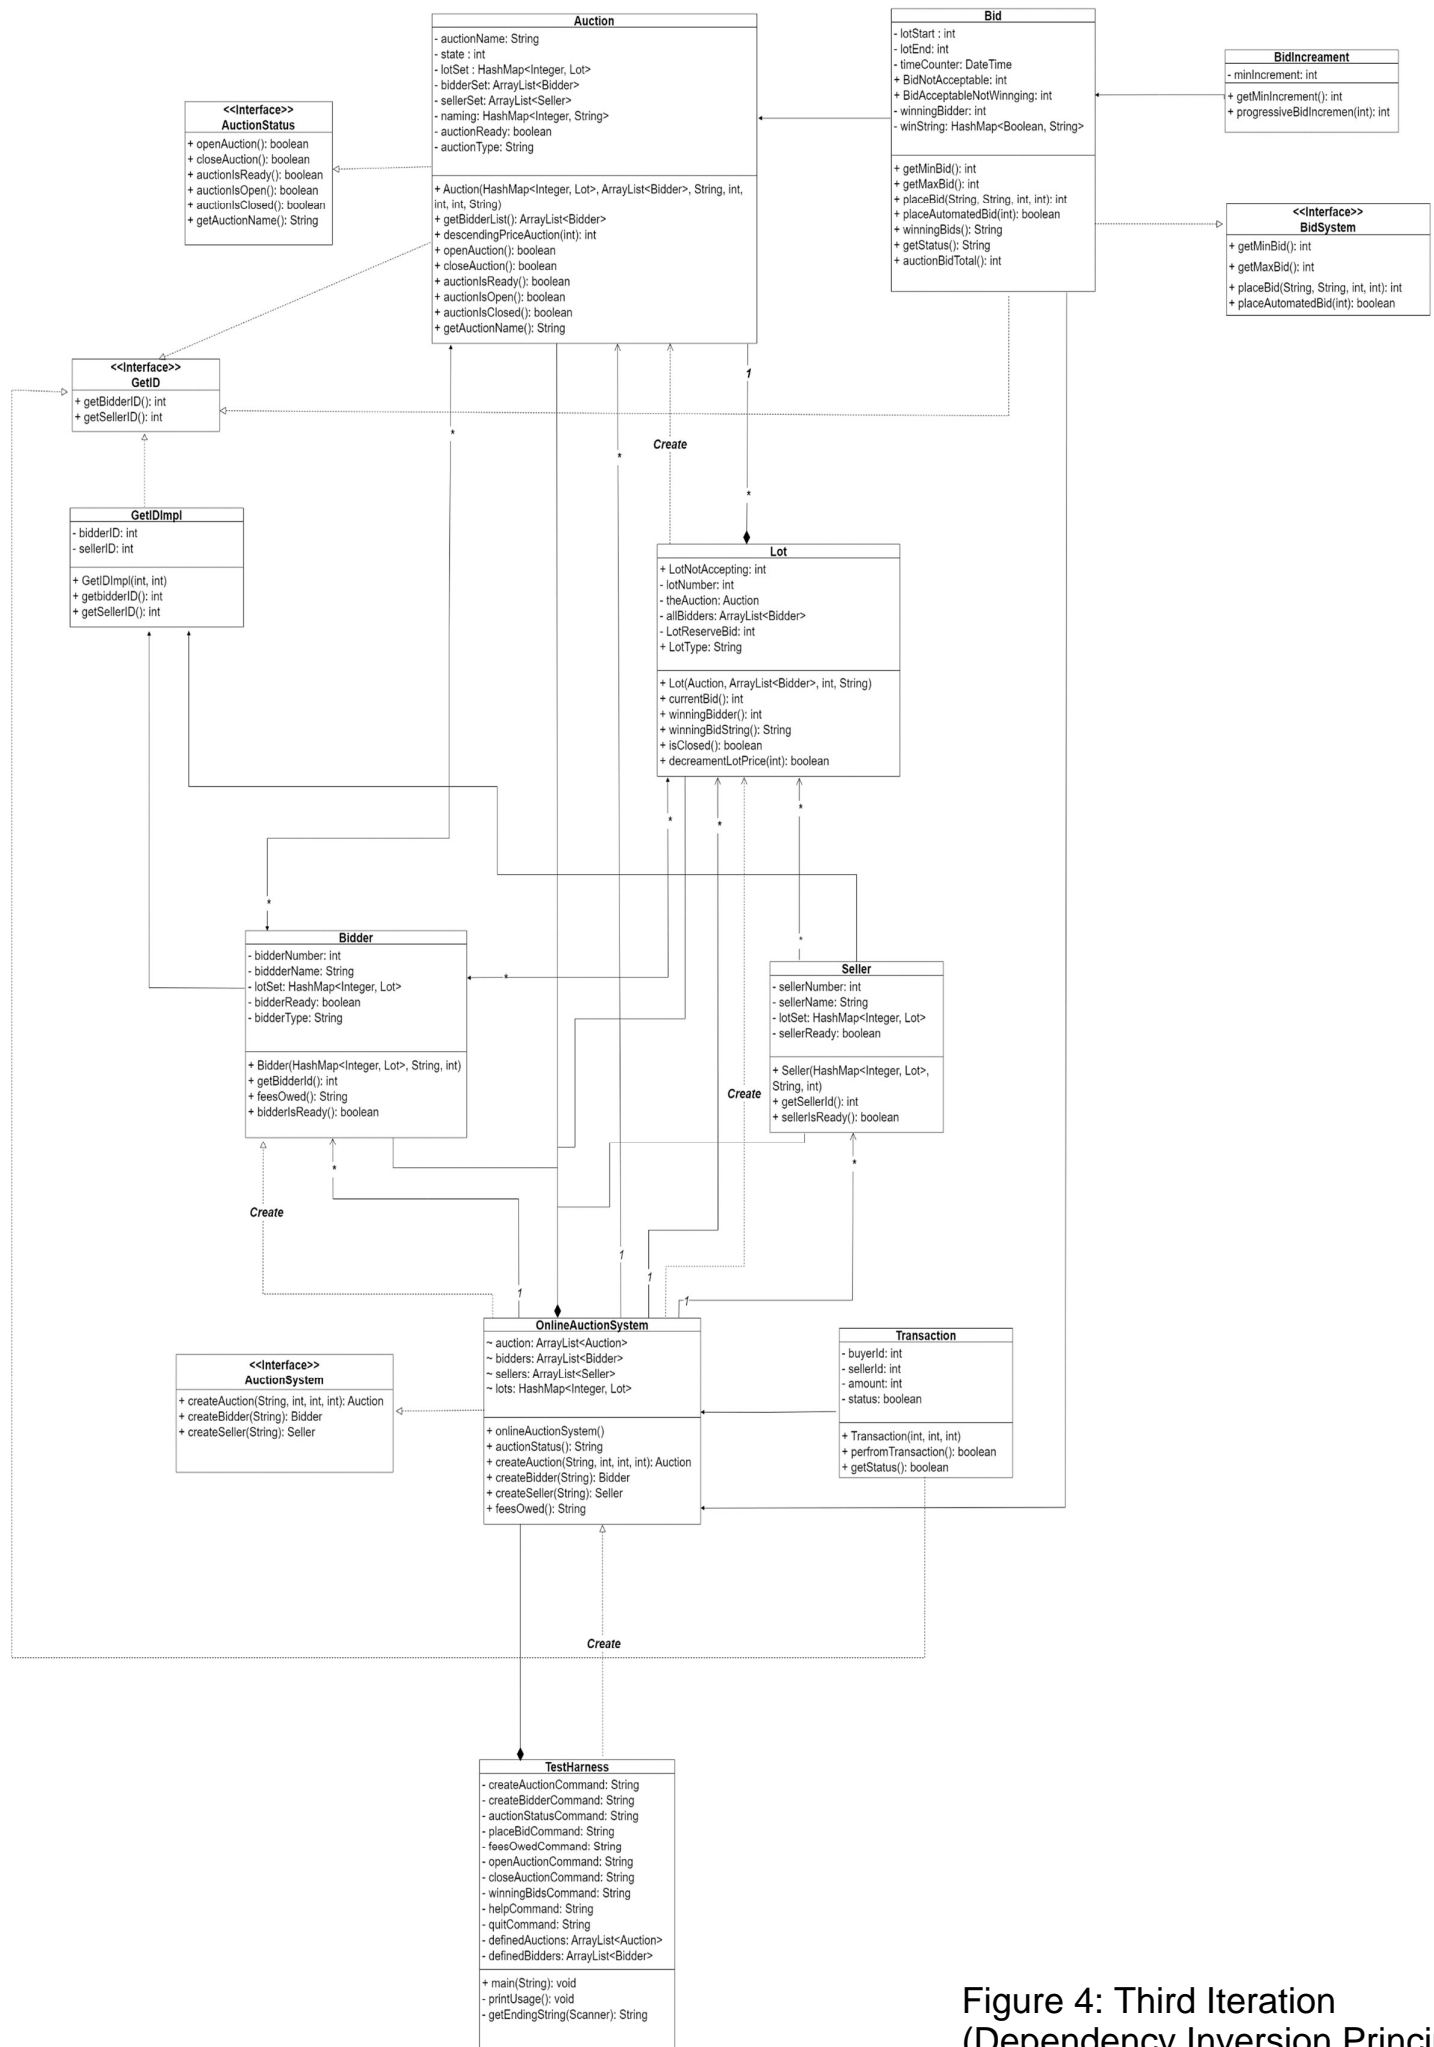 Auction
- auctionName: String
- state : int
- lotSet : HashMap<Integer, Lot>
- bidderSet: ArrayList<Bidder>
- sellerSet: ArrayList<Seller>
- naming: HashMap<Integer, String>
- auctionReady: boolean
- auctionType: String
+ Auction(HashMap<Integer, Lot>, ArrayList<Bidder>, String, int,
int, int, String)
+ getBidderList(): ArrayList<Bidder>
+ descendingPriceAuction(int): int
+ openAuction(): boolean
+ closeAuction(): boolean
+ auctionIsReady(): boolean
+ auctionIsOpen(): boolean
+ auctionIsClosed(): boolean
+ getAuctionName(): String
Bid
- lotStart : int
- lotEnd: int
- timeCounter: DateTime
+ BidNotAcceptable: int
+ BidAcceptableNotWinnging: int
- winningBidder: int
- winString: HashMap<Boolean, String>
+ getMinBid(): int
+ getMaxBid(): int
+ placeBid(String, String, int, int): int
+ placeAutomatedBid(int): boolean
+ winningBids(): String
+ getStatus(): String
+ auctionBidTotal(): int
BidIncreament
- minIncrement: int
+ getMinIncrement(): int
+ progressiveBidIncremen(int): int
<<Interface>>
AuctionStatus
+ openAuction(): boolean
+ closeAuction(): boolean
+ auctionIsReady(): boolean
+ auctionIsOpen(): boolean
+ auctionIsClosed(): boolean
+ getAuctionName(): String
<<Interface>>
BidSystem
+ getMinBid(): int
+ getMaxBid(): int
+ placeBid(String, String, int, int): int
+ placeAutomatedBid(int): boolean
<<Interface>>
GetID
+ getBidderID(): int
+ getSellerID(): int
1
*
Create
*
*
GetIDImpl
- bidderID: int
- sellerID: int
+ GetIDImpl(int, int)
+ getbidderID(): int
+ getSellerID(): int
Lot
+ LotNotAccepting: int
- lotNumber: int
- theAuction: Auction
- allBidders: ArrayList<Bidder>
- LotReserveBid: int
+ LotType: String
+ Lot(Auction, ArrayList<Bidder>, int, String)
+ currentBid(): int
+ winningBidder(): int
+ winningBidString(): String
+ isClosed(): boolean
+ decreamentLotPrice(int): boolean
*
*
*
*
*
*
Bidder
- bidderNumber: int
- biddderName: String
- lotSet: HashMap<Integer, Lot>
- bidderReady: boolean
- bidderType: String
+ Bidder(HashMap<Integer, Lot>, String, int)
+ getBidderId(): int
+ feesOwed(): String
+ bidderIsReady(): boolean
Seller
- sellerNumber: int
- sellerName: String
- lotSet: HashMap<Integer, Lot>
- sellerReady: boolean
+ Seller(HashMap<Integer, Lot>,
String, int)
+ getSellerId(): int
+ sellerIsReady(): boolean
Create
*
*
Create
1
1
1
1
OnlineAuctionSystem
~ auction: ArrayList<Auction>
~ bidders: ArrayList<Bidder>
~ sellers: ArrayList<Seller>
~ lots: HashMap<Integer, Lot>
+ onlineAuctionSystem()
+ auctionStatus(): String
+ createAuction(String, int, int, int): Auction
+ createBidder(String): Bidder
+ createSeller(String): Seller
+ feesOwed(): String
Transaction
- buyerId: int
- sellerId: int
- amount: int
- status: boolean
+ Transaction(int, int, int)
+ perfromTransaction(): boolean
+ getStatus(): boolean
<<Interface>>
AuctionSystem
+ createAuction(String, int, int, int): Auction
+ createBidder(String): Bidder
+ createSeller(String): Seller
Create
TestHarness
- createAuctionCommand: String
- createBidderCommand: String
- auctionStatusCommand: String
- placeBidCommand: String
- feesOwedCommand: String
- openAuctionCommand: String
- closeAuctionCommand: String
- winningBidsCommand: String
- helpCommand: String
- quitCommand: String
- definedAuctions: ArrayList<Auction>
- definedBidders: ArrayList<Bidder>
+ main(String): void
- printUsage(): void
- getEndingString(Scanner): String
Figure 4: Third Iteration
(Dependency Inversion Princi